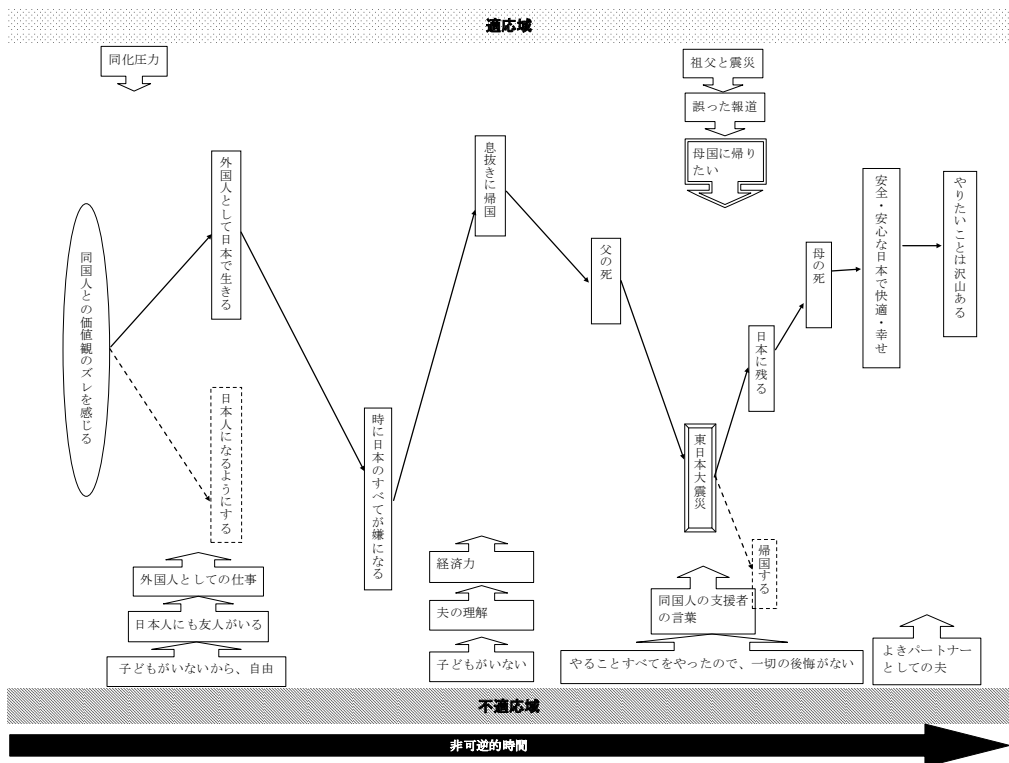 適応域
同化圧力
祖父と震災
誤った報道
母国に帰り
たい
同国人との価値観のズレを感じる
外国人として日本で生きる
日本人になるようにする
時に日本のすべてが嫌になる
息抜きに帰国
父の死
東日本大震災
日本に残る
帰国する
母の死
安全・安心な日本で快適・幸せ
やりたいことは沢山ある
外国人としての仕事
日本人にも友人がいる
子どもがいないから、自由
経済力
夫の理解
子どもがいない
同国人の支援者
の言葉
やることすべてをやったので、一切の後悔がない
よきパートナー
としての夫
不適応域
非可逆的時間